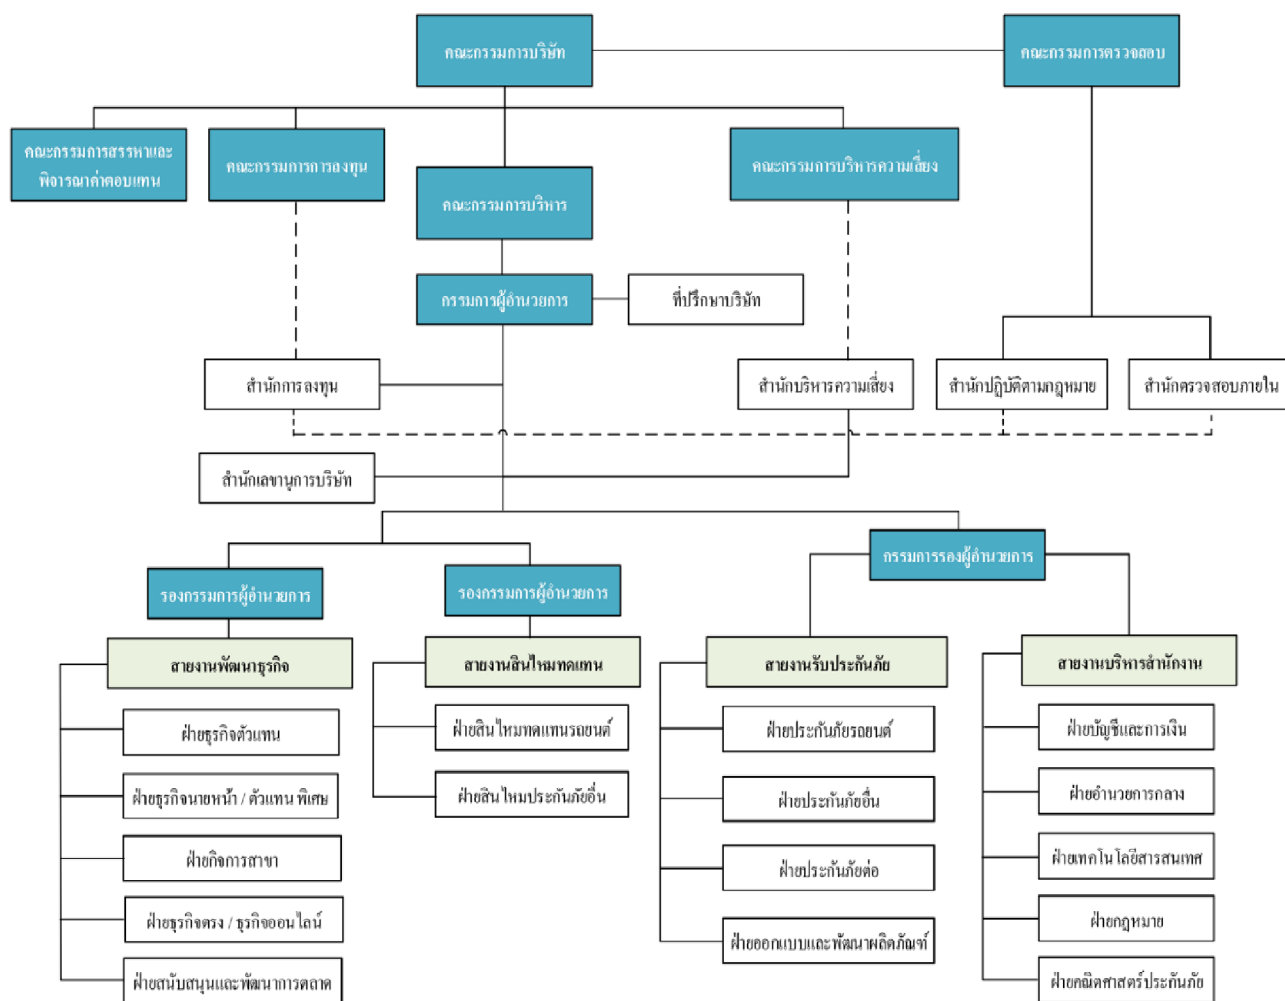 คณะกรรมการบริษัท
คณะกรรมการตรวจสอบ
คณะกรรมการสรรหาและ
พิจารณาค่าตอบแทน
คณะกรรมการการลงทุน
คณะกรรมการบริหาร
คณะกรรมการบริหารความเสี่ยง
กรรมการผู้อำนวยการ
ที่ปรึกษาบริษัท
สำนักการลงทุน
สำนักบริหารความเสี่ยง
สำนักปฏิบัติตามกฎหมาย
สำนักตรวจสอบภายใน
สำนักเลขานุการบริษัท
กรรมการรองผู้อำนวยการ
รองกรรมการผู้อำนวยการ
รองกรรมการผู้อำนวยการ
สายงานพัฒนาธุรกิจ
สายงานสินไหมทดแทน
สายงานรับประกันภัย
สายงานบริหารสำนักงาน
ฝ่ายธุรกิจตัวแทน
ฝ่ายสินไหมทดแทนรถยนต์
ฝ่ายประกันภัยรถยนต์
ฝ่ายบัญชีและการเงิน
ฝ่ายธุรกิจนายหน้า / ตัวแทน พิเศษ
ฝ่ายสินไหมประกันภัยอื่น
ฝ่ายประกันภัยอื่น
ฝ่ายอำนวยการกลาง
ฝ่ายกิจการสาขา
ฝ่ายประกันภัยต่อ
ฝ่ายเทคโนโลยีสารสนเทศ
ฝ่ายธุรกิจตรง / ธุรกิจออนไลน์
ฝ่ายออกแบบและพัฒนาผลิตภัณฑ์
ฝ่ายกฎหมาย
ฝ่ายสนับสนุนและพัฒนาการตลาด
ฝ่ายคณิตศาสตร์ประกันภัย